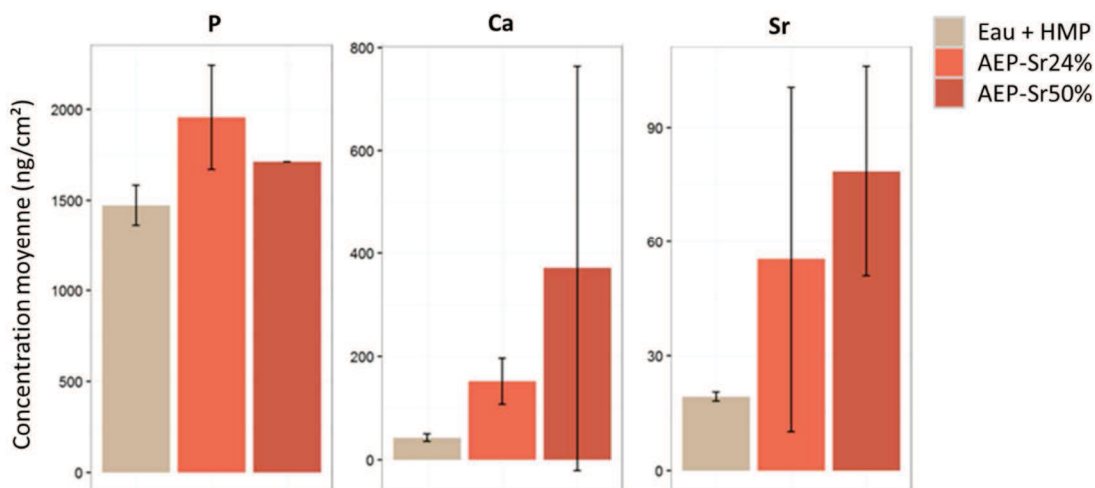 P
Ca
Sr
Eau + HMP
AEP-Sr24%
AEP-Sr50%
Concentration moyenne (ng/cm²)
2000
1500
1000
500
0
800
600
400
200
0
90
60
30
0